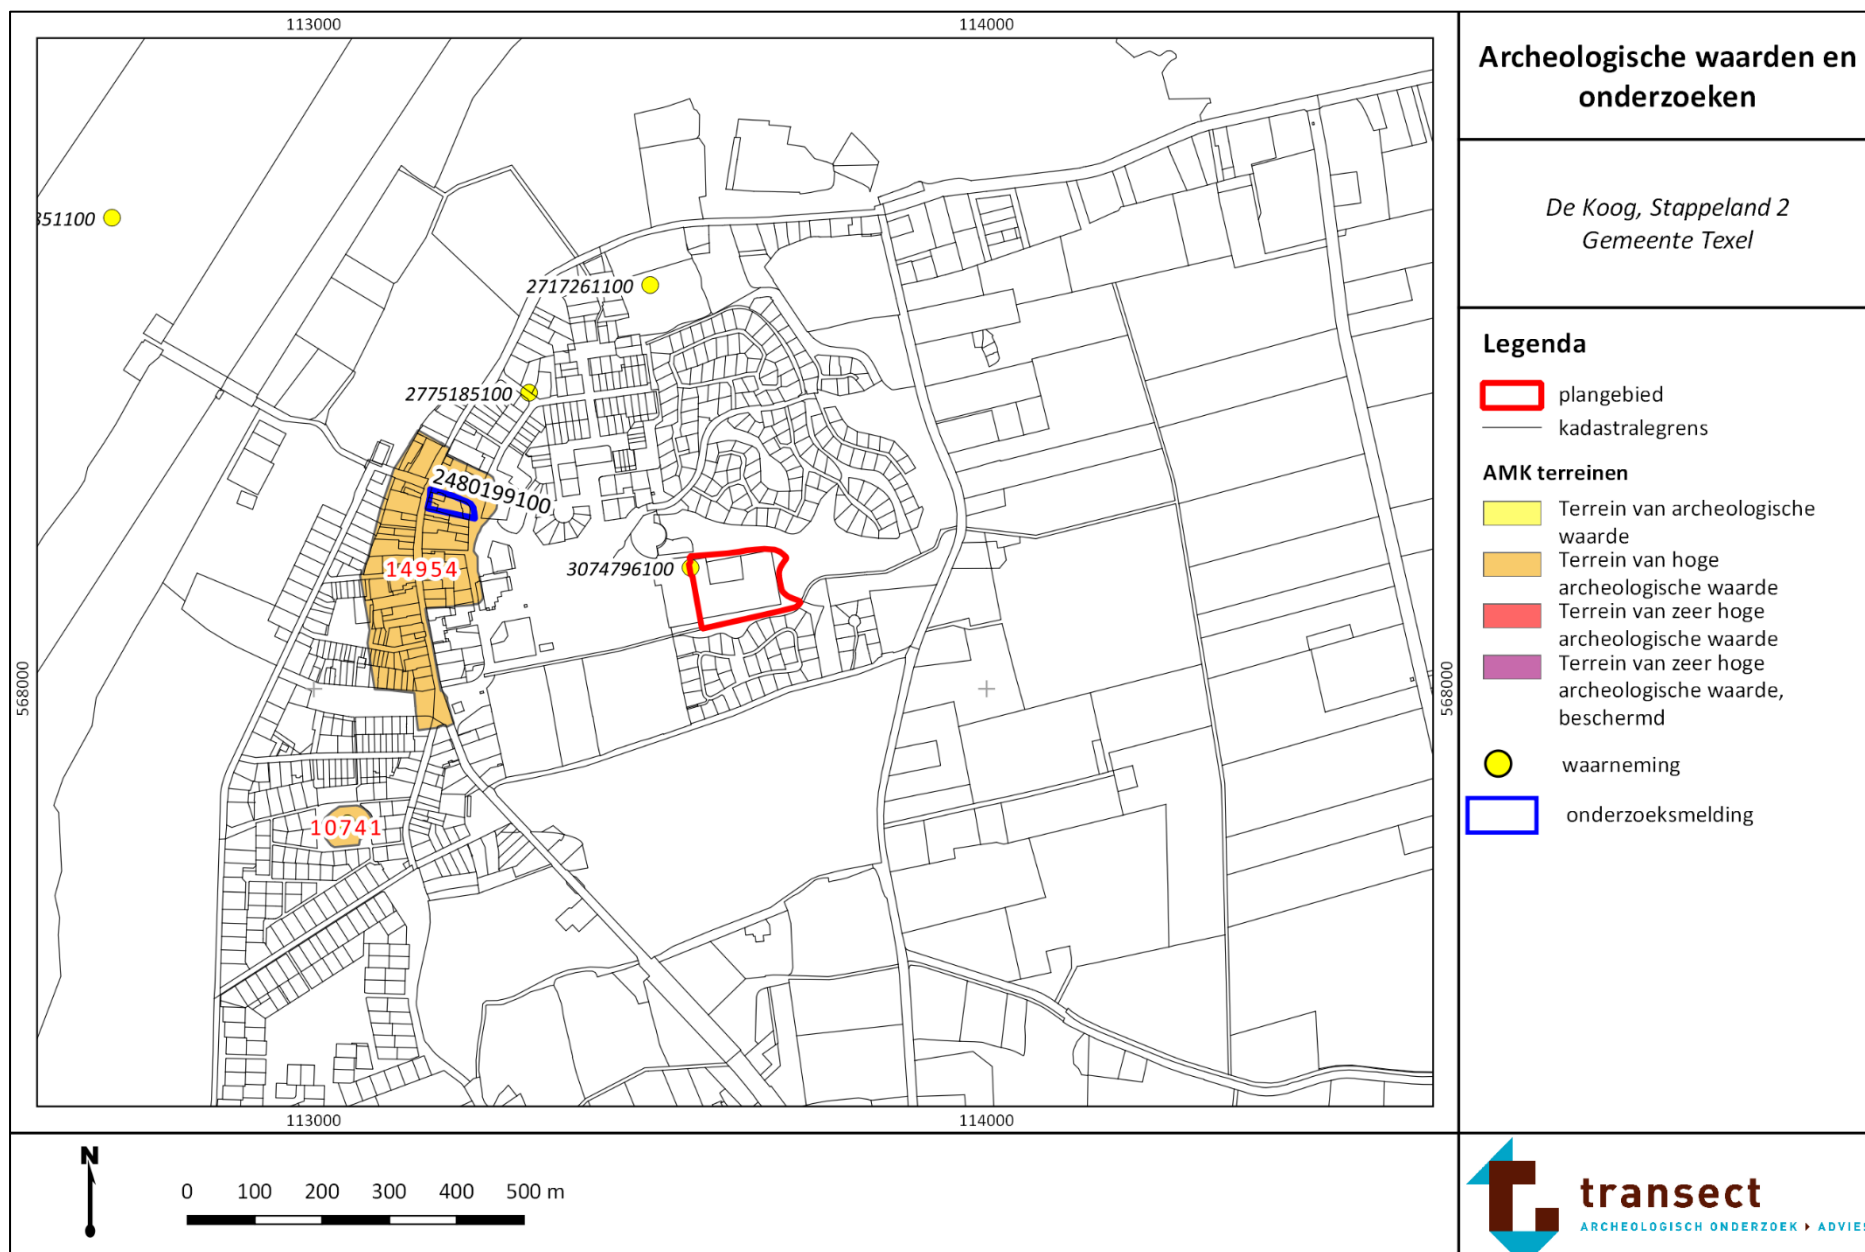 113000
114000
351100
2717261100
2775185100
2480199100
14954
3074796100
568000
568000
10741
113000
114000
N
0 100 200 300 400 500 m
Archeologische waarden en
onderzoeken
De Koog, Stappeland 2
Gemeente Texel
Legenda
plangebied
kadastralegrens
AMK terreinen
Terrein van archeologische
waarde
Terrein van hoge
archeologische waarde
Terrein van zeer hoge
archeologische waarde
Terrein van zeer hoge
archeologische waarde,
beschermd
waarneming
onderzoeksmelding
transect
ARCHEOLOGISCH ONDERZOEK ADVIES